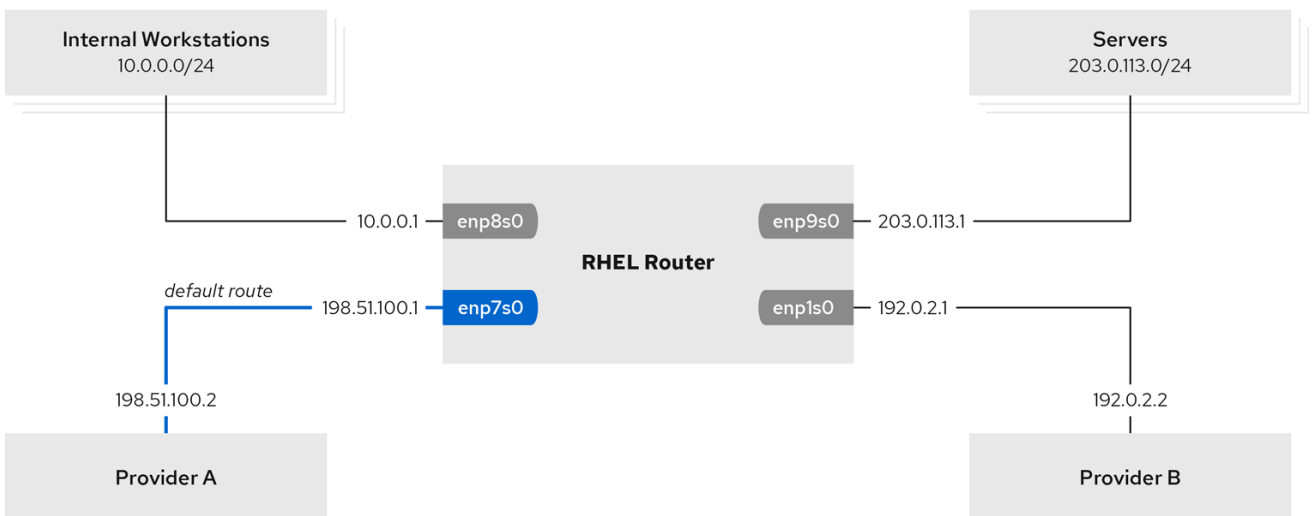 Internal Workstations
10.0.0.0/24
Servers
203.0.113.0/24
10.0.0.1
enp8s0
enp9s0
203.0.113.1
RHEL Router
default route
198.51.100.1
enp7s0
enp1s0
192.0.2.1
198.51.100.2
192.0.2.2
Provider A
Provider B